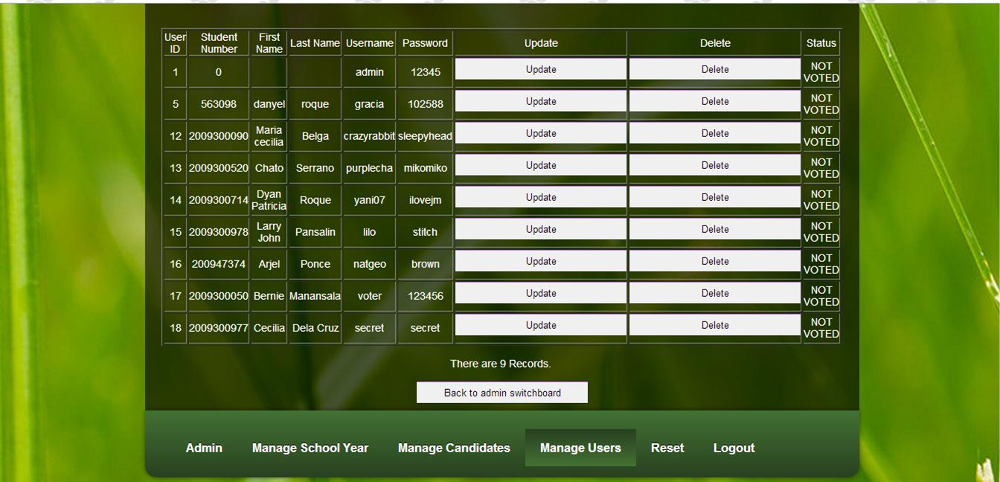 User ID Student Number First Name Last Name Username Password Update Delete Status
1 0 admin 12345 Update Delete NOT VOTED
5 563098 danyel roque gracia 102588 Update Delete NOT VOTED
12 2009300090 Maria cecilia Belga crazyrabbit sleepyhead Update Delete NOT VOTED
13 2009300520 Chato Serrano purplecha mikomiko Update Delete NOT VOTED
14 2009300714 Dyan Patricia Roque yani07 ilovejm Update Delete NOT VOTED
15 2009300978 Larry John Pansalin lilo stitch Update Delete NOT VOTED
16 200947374 Arjel Ponce natgeo brown Update Delete NOT VOTED
17 2009300050 Bernie Manansala voter 123456 Update Delete NOT VOTED
18 2009300977 Cecilia Dela Cruz secret secret Update Delete NOT VOTED
There are 9 Records.
Back to admin switchboard
Admin Manage School Year Manage Candidates Manage Users Reset Logout